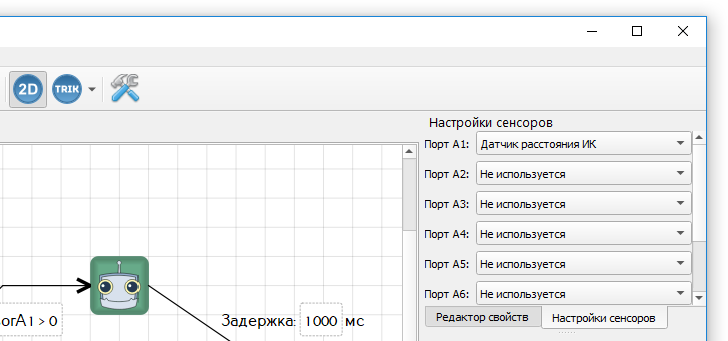 2D TRIK
Настройки сенсоров
Порт A1: Датчик расстояния ИК
Порт A2: Не используется
Порт A3: Не используется
Порт A4: Не используется
Порт A5: Не используется
Порт A6: Не используется
Редактор свойств Настройки сенсоров
A1 > 0
Задержка: 1000 мс